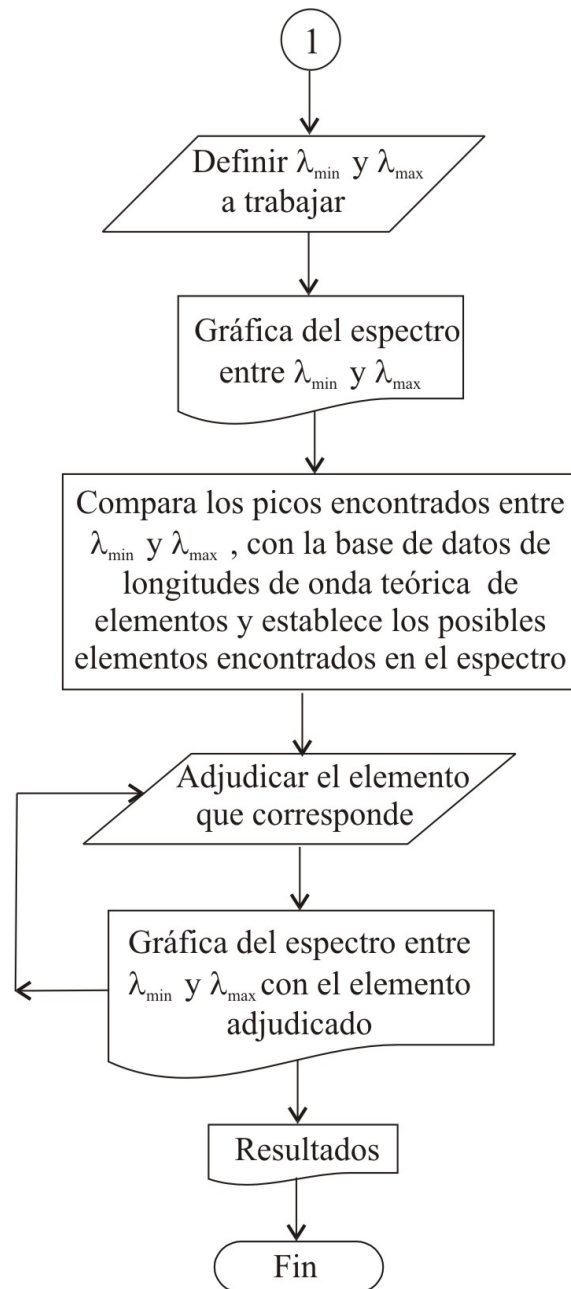 1
Definir λmin y λmax
a trabajar
Gráfica del espectro
entre λmin y λmax
Compara los picos encontrados entre
λmin y λmax , con la base de datos de
longitudes de onda teórica de
elementos y establece los posibles
elementos encontrados en el espectro
Adjudicar el elemento
que corresponde
Gráfica del espectro entre
λmin y λmax con el elemento
adjudicado
Resultados
Fin